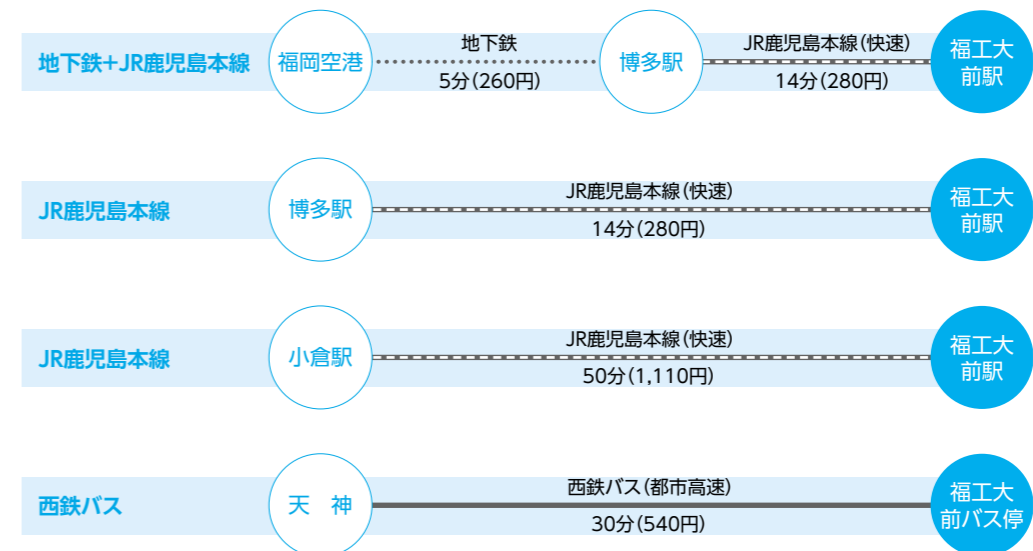 地下鉄+JR鹿児島本線
福岡空港
地下鉄
5分(260円)
博多駅
JR鹿児島本線(快速)
14分(280円)
福工大
前駅
JR鹿児島本線
博多駅
JR鹿児島本線(快速)
14分(280円)
福工大
前駅
JR鹿児島本線
小倉駅
JR鹿児島本線(快速)
50分(1,110円)
福工大
前駅
西鉄バス
天　神
西鉄バス(都市高速)
30分(540円)
福工大
前バス停